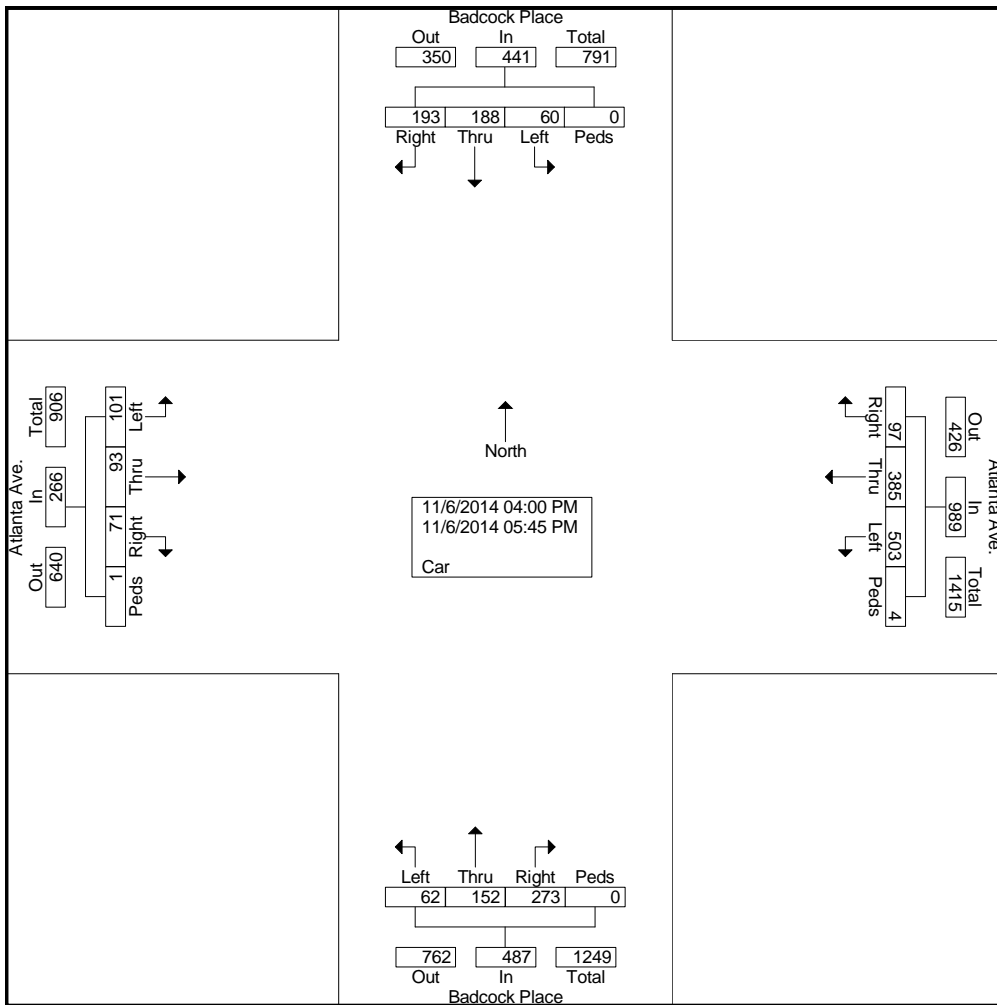 Badcock Place
Out In Total
350 441 791
193 188 60 0
Right Thru Left Peds
Atlanta Ave.
Total In Out
906 266 640
101 93 71 1
Left Thru Right Peds
North
11/6/2014 04:00 PM
11/6/2014 05:45 PM
Car
Right Thru Left Peds
97 385 503 4
Out In Total
426 989 1415
Atlanta Ave.
Left Thru Right Peds
62 152 273 0
762 487 1249
Out In Total
Badcock Place